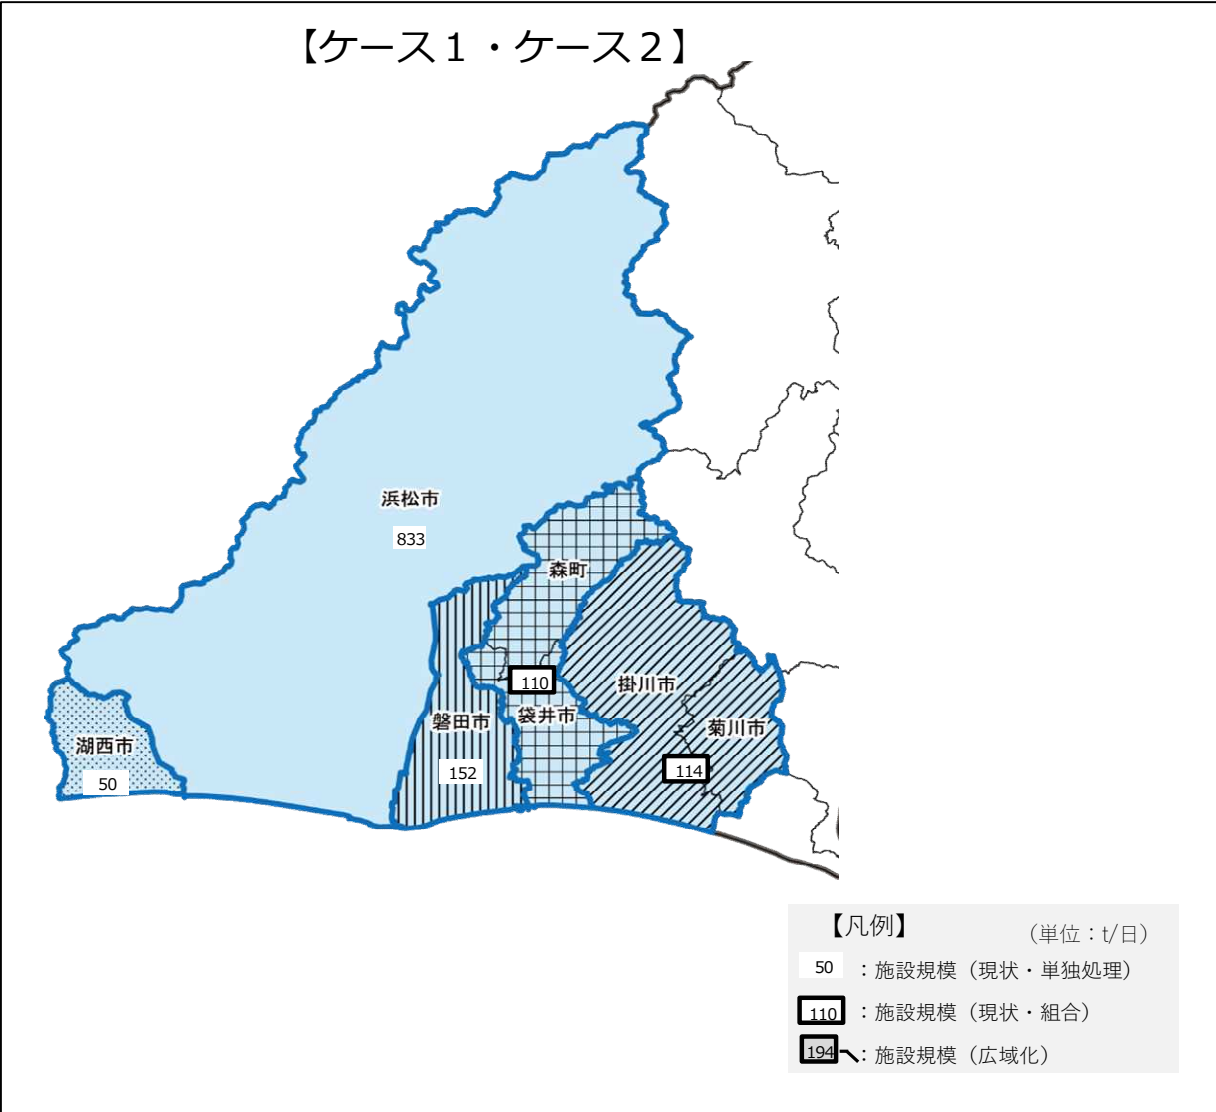 【ケース１・ケース２】
浜松市
833
森町
110
掛川市
袋井市
磐田市
菊川市
湖西市
114
152
50
【凡例】
（単位：t/日）
50 ：施設規模（現状・単独処理）
110 ：施設規模（現状・組合）
194 ：施設規模（広域化）